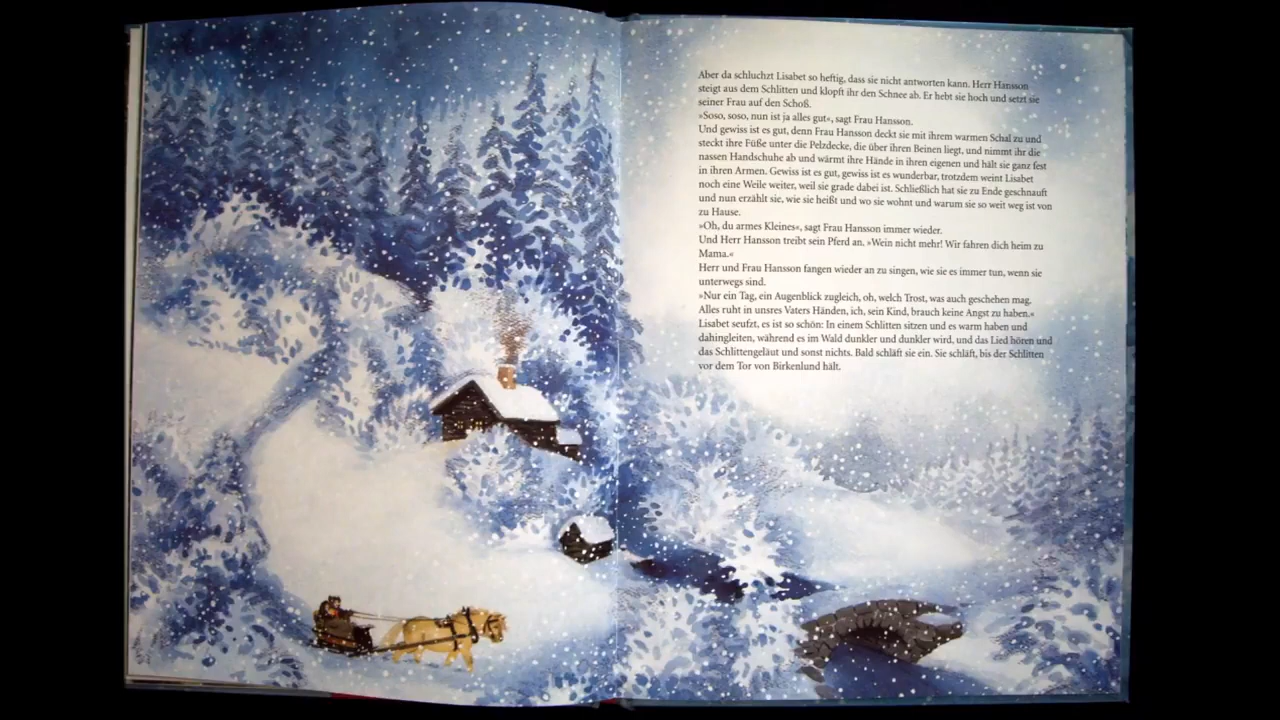 Aber da schluchzt Lisabet so heftig, dass sie nicht antworten kann. Herr Hansson
steigt aus dem Schlitten und klopft ihr den Schnee ab. Er hebt sie hoch und setzt sie
seiner Frau auf den Schoß.
»Soso, soso, nun ist ja alles gut«, sagt Frau Hansson.
Und gewiss ist es gut, denn Frau Hansson deckt sie mit ihrem warmen Schal zu und
steckt ihre Füße unter die Pelzdecke, die über ihren Beinen liegt, und nimmt ihr die
nassen Handschuhe ab und wärmt ihre Hände in ihren eigenen und hält sie ganz fest
in ihren Armen. Gewiss ist es gut, gewiss ist es wunderbar, trotzdem weint Lisabet
noch eine Weile weiter, weil sie grade dabei ist. Schließlich hat sie zu Ende geschnauft
und nun erzählt sie, wie sie heißt und wo sie wohnt und warum sie so weit weg ist von
zu Hause.
»Oh, du armes Kleines«, sagt Frau Hansson immer wieder.
Und Herr Hansson treibt sein Pferd an. »Wein nicht mehr! Wir fahren dich heim zu
Mama.«
Herr und Frau Hansson fangen wieder an zu singen, wie sie es immer tun, wenn sie
unterwegs sind.
»Nur ein Tag, ein Augenblick zugleich, oh, welch Trost, was auch geschehen mag.
Alles ruht in unsres Vaters Händen, ich, sein Kind, brauch keine Angst zu haben.«
Lisabet seufzt, es ist so schön: In einem Schlitten sitzen und es warm haben und
dahingleiten, während es im Wald dunkler und dunkler wird, und das Lied hören und
das Schlittengeläut und sonst nichts. Bald schläft sie ein. Sie schläft, bis der Schlitten
vor dem Tor von Birkenlund hält.